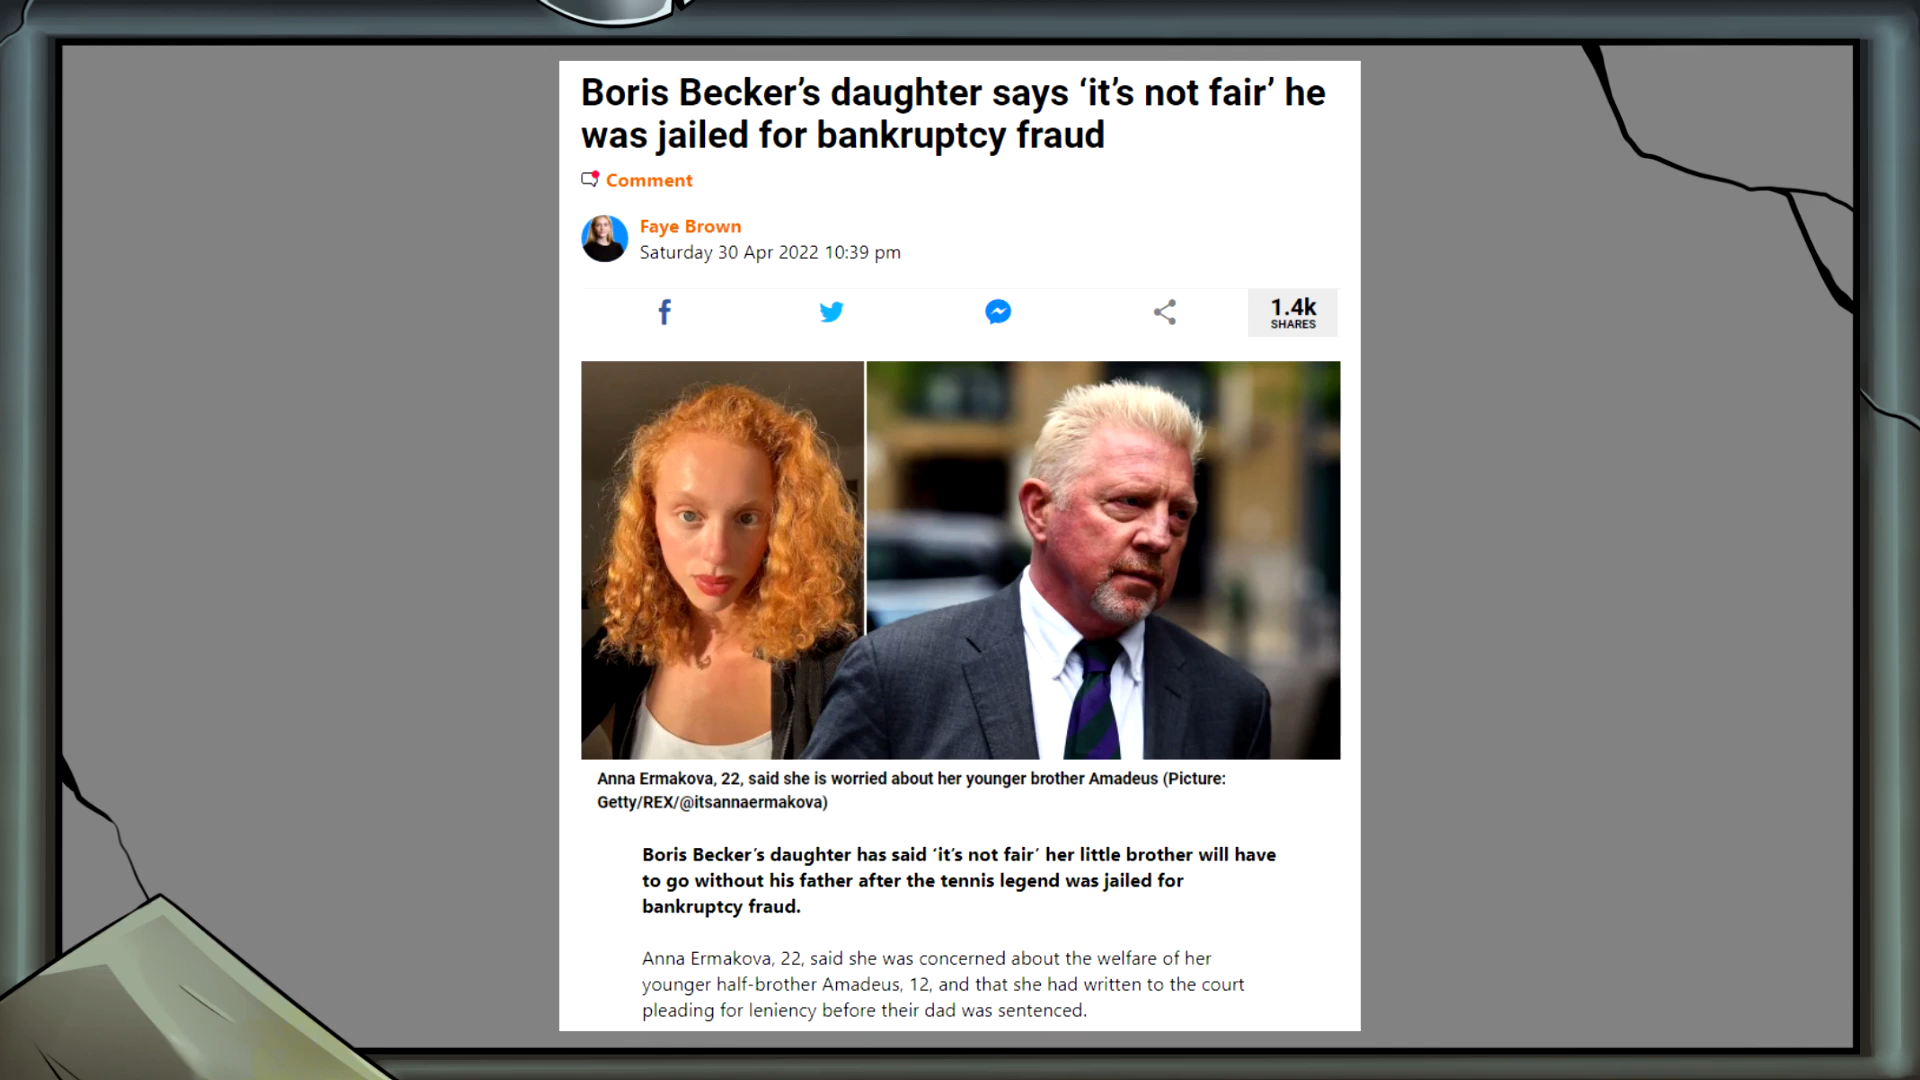 Boris Becker’s daughter says ‘it’s not fair’ he
was jailed for bankruptcy fraud
Comment
Faye Brown
Saturday 30 Apr 2022 10:39 pm
1.4k
SHARES
Anna Ermakova, 22, said she is worried about her younger brother Amadeus (Picture:
Getty/REX/@itsannaermakova)
Boris Becker’s daughter has said ‘it’s not fair’ her little brother will have
to go without his father after the tennis legend was jailed for
bankruptcy fraud.
Anna Ermakova, 22, said she was concerned about the welfare of her
younger half-brother Amadeus, 12, and that she had written to the court
pleading for leniency before their dad was sentenced.